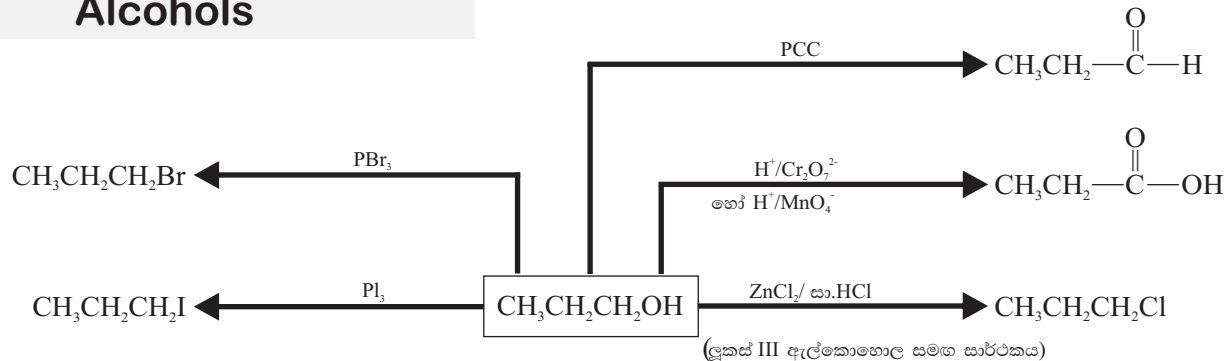 Alcohols
O
PCC
CH₃CH₂—C—H
O
PBr₃
H⁺/Cr₂O₇²⁻
CH₃CH₂CH₂Br
CH₃CH₂—C—OH
හෝ H⁺/MnO₄⁻
PI₃
ZnCl₂/ සා.HCl
CH₃CH₂CH₂I
CH₃CH₂CH₂OH
CH₃CH₂CH₂Cl
(ලූකස් III ඇල්කොහොල සමඟ සාර්ථකය)